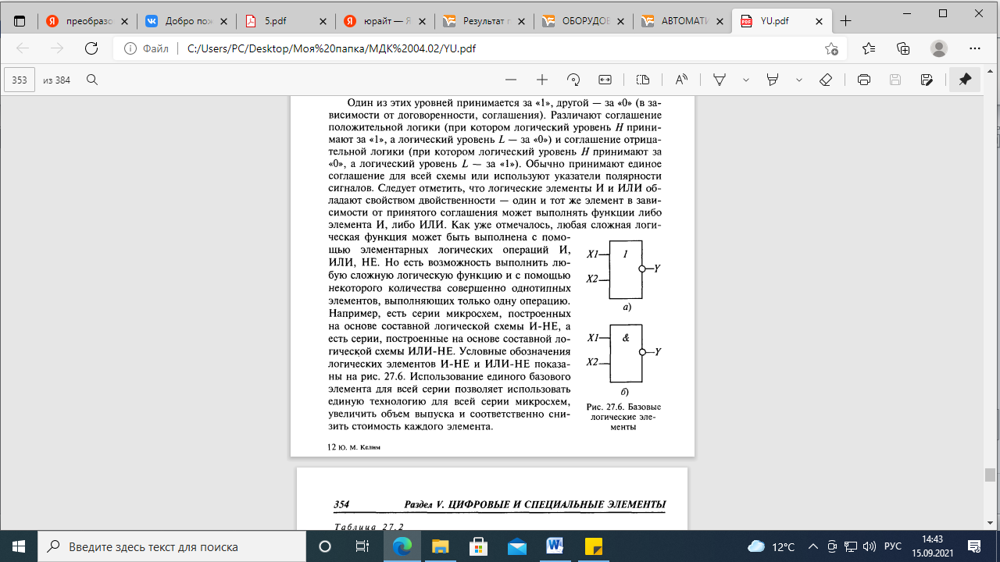 преобразо
Добро пож
5.pdf
юрайт — Я
Результат п
ОБОРУДОВ
АВТОМАТИ
YU.pdf
Файл
C:/Users/PC/Desktop/Моя%20папка/МДК%2004.02/YU.pdf
353
из 384
Один из этих уровней принимается за «1», другой — за «0» (в за-
висимости от договоренности, соглашения). Различают соглашение
положительной логики (при котором логический уровень H прини-
мают за «1», а логический уровень L — за «0») и соглашение отрица-
тельной логики (при котором логический уровень H принимают за
«0», а логический уровень L — за «1»). Обычно принимают единое
соглашение для всей схемы или используют указатели полярности
сигналов. Следует отметить, что логические элементы И и ИЛИ об-
ладают свойством двойственности — один и тот же элемент в зави-
симости от принятого соглашения может выполнять функции либо
элемента И, либо ИЛИ. Как уже отмечалось, любая сложная логи-
ческая функция может быть выполнена с помо-
щью элементарных логических операций И,
ИЛИ, НЕ. Но есть возможность выполнить лю-
бую сложную логическую функцию и с помощью
некоторого количества совершенно однотипных
элементов, выполняющих только одну операцию.
Например, есть серии микросхем, построенных
на основе составной логической схемы И-НЕ, а
есть серии, построенные на основе составной ло-
гической схемы ИЛИ-НЕ. Условные обозначения
логических элементов И-НЕ и ИЛИ-НЕ показа-
ны на рис. 27.6. Использование единого базового
элемента для всей серии позволяет использовать
единую технологию для всей серии микросхем,
увеличить объем выпуска и соответственно сни-
зить стоимость каждого элемента.
X1
1
Y
X2
а)
X1
&
Y
X2
б)
Рис. 27.6. Базовые
логические эле-
менты
12 Ю. М. Келим
354
Раздел V. ЦИФРОВЫЕ И СПЕЦИАЛЬНЫЕ ЭЛЕМЕНТЫ
Таблица 27.2
Введите здесь текст для поиска
12°C
РУС
14:43
15.09.2021